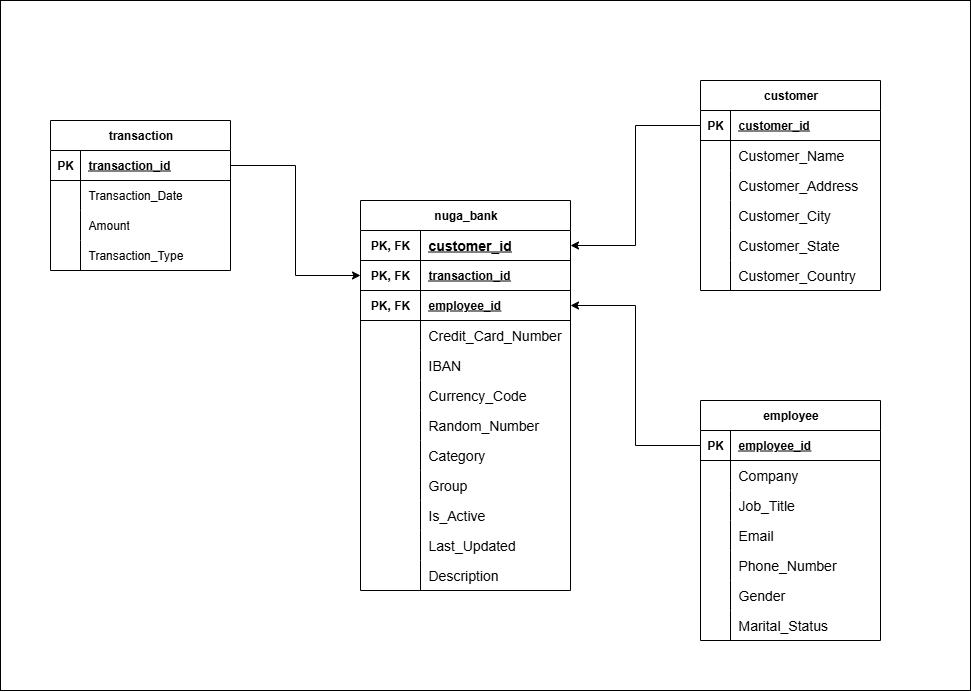 transaction
PK transaction_id
Transaction_Date
Amount
Transaction_Type
nuga_bank
PK, FK customer_id
PK, FK transaction_id
PK, FK employee_id
Credit_Card_Number
IBAN
Currency_Code
Random_Number
Category
Group
Is_Active
Last_Updated
Description
customer
PK customer_id
Customer_Name
Customer_Address
Customer_City
Customer_State
Customer_Country
employee
PK employee_id
Company
Job_Title
Email
Phone_Number
Gender
Marital_Status